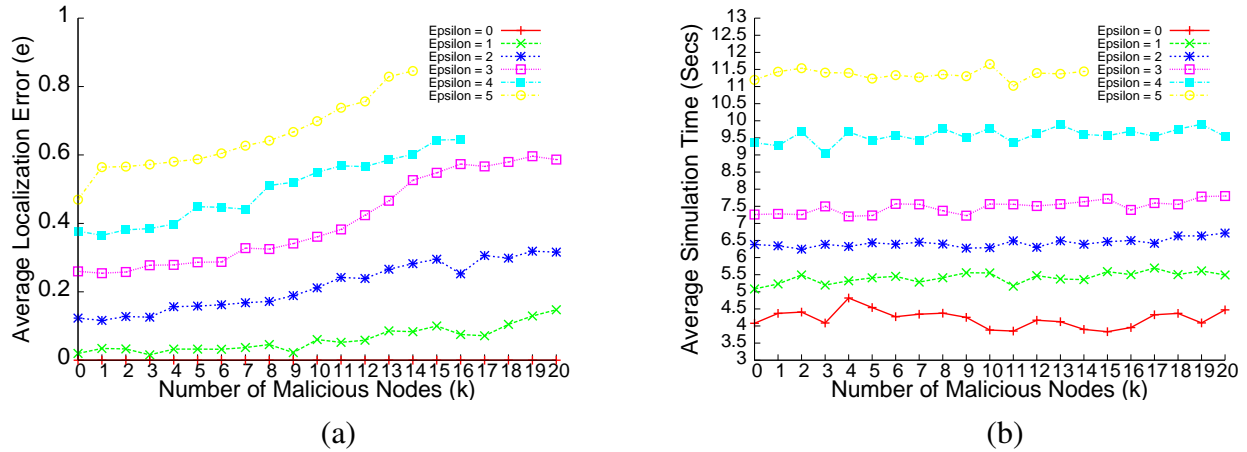 Average Localization Error (e)
1
0.8
0.6
0.4
0.2
0
0 1 2 3 4 5 6 7 8 9 10 11 12 13 14 15 16 17 18 19 20
Number of Malicious Nodes (k)
Epsilon = 0
Epsilon = 1
Epsilon = 2
Epsilon = 3
Epsilon = 4
Epsilon = 5
(a)
Average Simulation Time (Secs)
13
12.5
12
11.5
11
10.5
10
9.5
9
8.5
8
7.5
7
6.5
6
5.5
5
4.5
4
3.5
3
0 1 2 3 4 5 6 7 8 9 10 11 12 13 14 15 16 17 18 19 20
Number of Malicious Nodes (k)
Epsilon = 0
Epsilon = 1
Epsilon = 2
Epsilon = 3
Epsilon = 4
Epsilon = 5
(b)